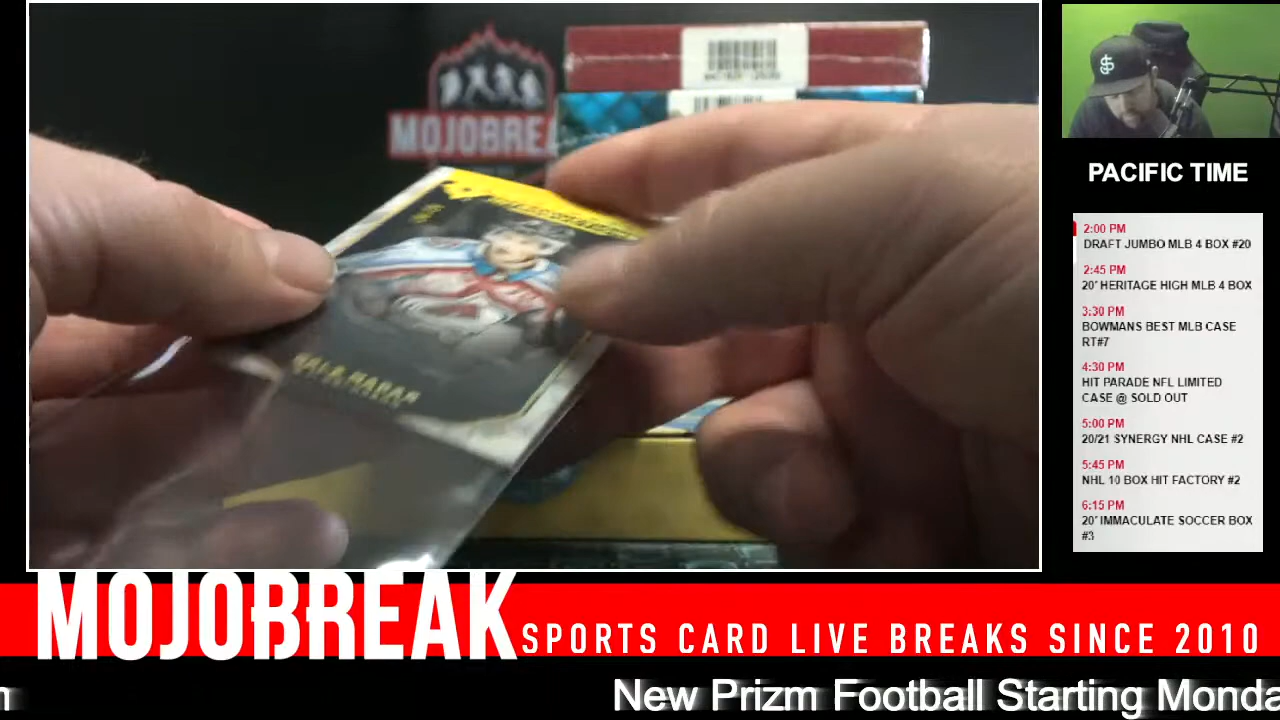 MOJOBREA
PACIFIC TIME
2:00 PM
DRAFT JUMBO MLB 4 BOX #20
2:45 PM
20' HERITAGE HIGH MLB 4 BOX
3:30 PM
BOWMANS BEST MLB CASE
RT#7
4:30 PM
HIT PARADE NFL LIMITED
CASE @ SOLD OUT
5:00 PM
20/21 SYNERGY NHL CASE #2
5:45 PM
NHL 10 BOX HIT FACTORY #2
6:15 PM
20' IMMACULATE SOCCER BOX
#3
MOJOBREAK
SPORTS CARD LIVE BREAKS SINCE 2010
m
New Prizm Football Starting Monda